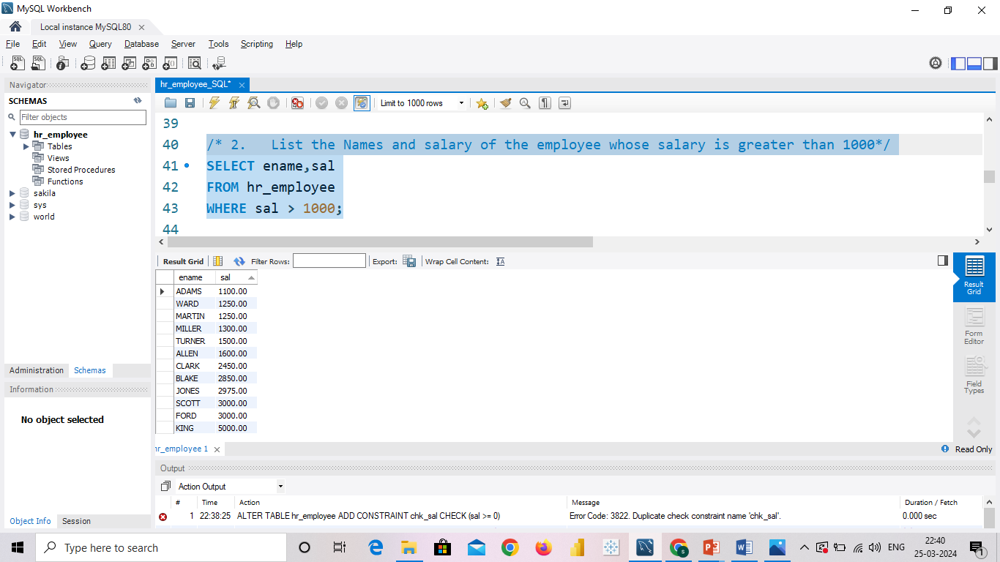 MySQL Workbench
Local instance MySQL80
File Edit View Query Database Server Tools Scripting Help
Navigator
SCHEMAS
Filter objects
hr_employee
Tables
Views
Stored Procedures
Functions
sakila
sys
world
Administration Schemas
Information
No object selected
Object Info Session
hr_employee_SQL*
Limit to 1000 rows
39
40 /* 2. List the Names and salary of the employee whose salary is greater than 1000*/
41 SELECT ename,sal
42 FROM hr_employee
43 WHERE sal > 1000;
44
Result Grid Filter Rows: Export: Wrap Cell Content:
ename sal
ADAMS 1100.00
WARD 1250.00
MARTIN 1250.00
MILLER 1300.00
TURNER 1500.00
ALLEN 1600.00
CLARK 2450.00
BLAKE 2850.00
JONES 2975.00
SCOTT 3000.00
FORD 3000.00
KING 5000.00
Result
Grid
Form
Editor
Field
Types
hr_employee 1
Read Only
Output
Action Output
# Time Action Message Duration / Fetch
1 22:38:25 ALTER TABLE hr_employee ADD CONSTRAINT chk_sal CHECK (sal >= 0) Error Code: 3822. Duplicate check constraint name 'chk_sal'. 0.000 sec
Type here to search
ENG
22:40
25-03-2024
1